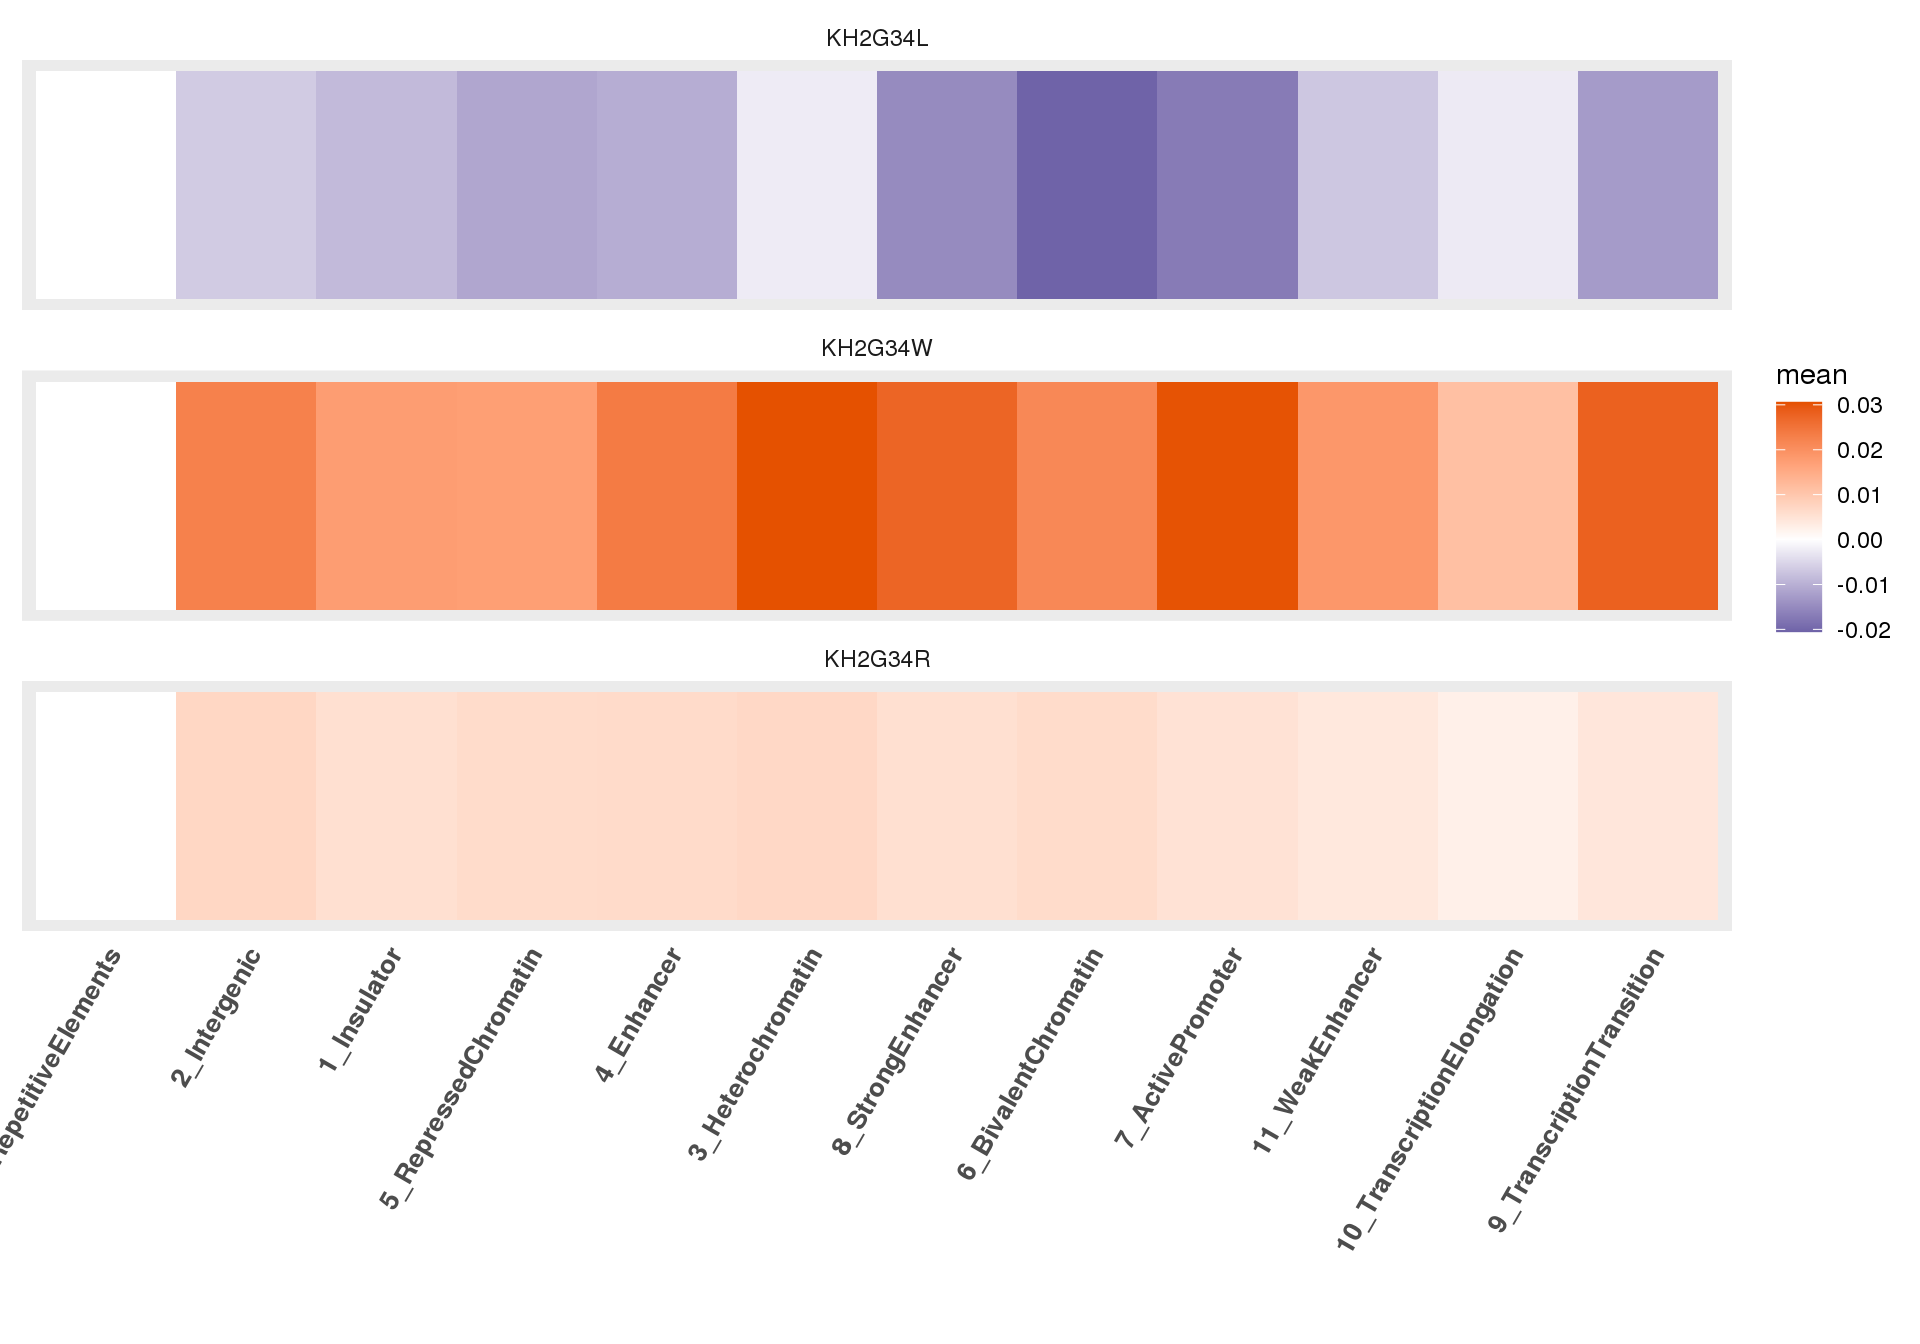 KH2G34L
KH2G34W
mean
0.03
0.02
0.01
0.00
-0.01
-0.02
KH2G34R
2_Intergenic
1_Insulator
5_RepressedChromatin
4_Enhancer
3_Heterochromatin
8_StrongEnhancer
6_BivalentChromatin
7_ActivePromoter
11_WeakEnhancer
10_TranscriptionElongation
9_TranscriptionTransition